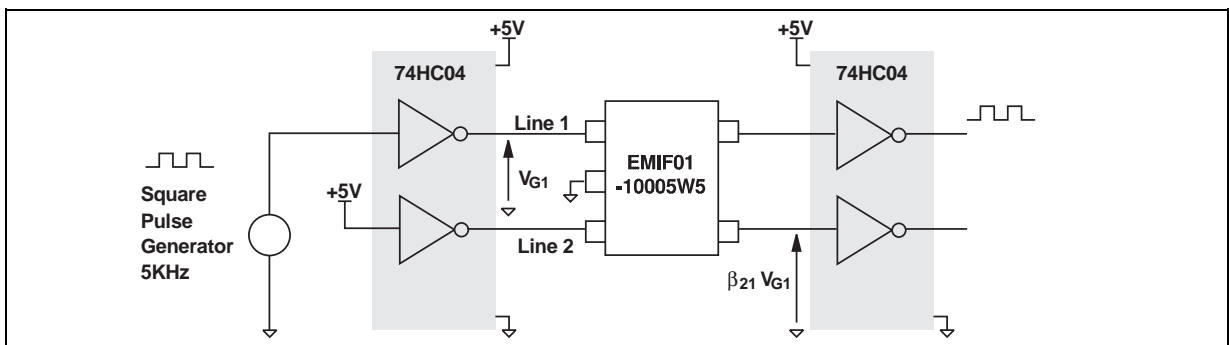 +5V
+5V
74HC04
74HC04
Line 1
EMIF01
-10005W5
VG1
+5V
Square
Pulse
Generator
5KHz
Line 2
β21 VG1